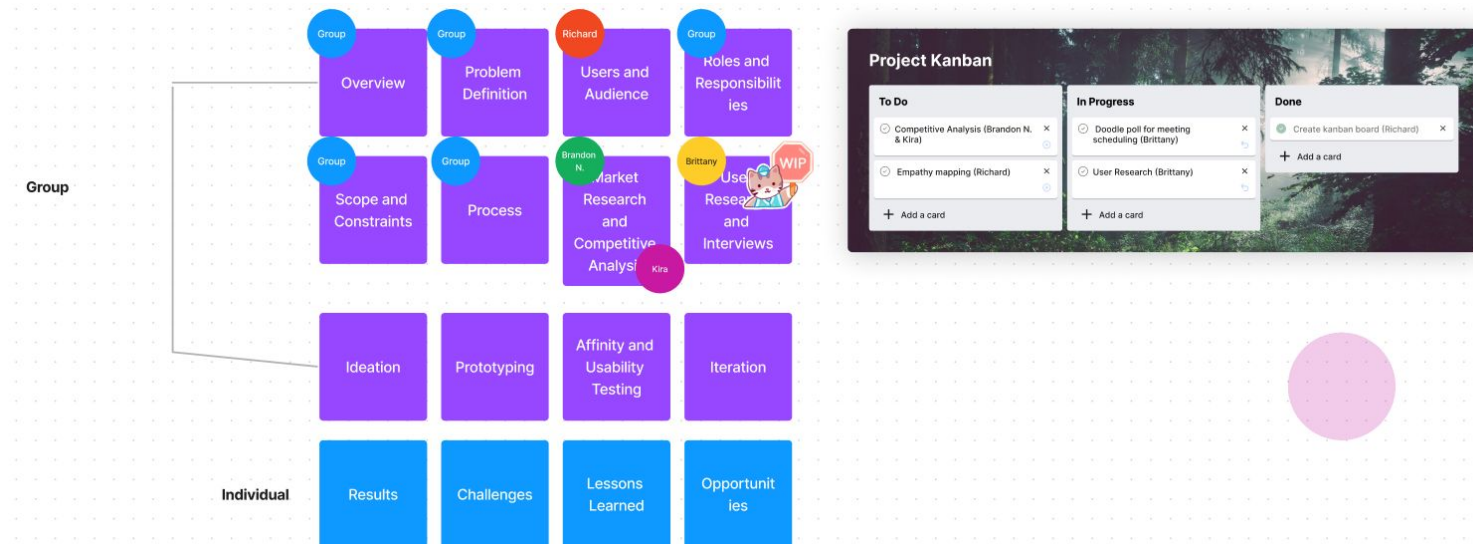 Group
Group
Richard
Group
Overview
Problem
Definition
Users and
Audience
Roles and
Responsibilit
ies
Group
Group
Group
Brandon
N.
Brittany
WIP
Scope and
Constraints
Process
Market
Research
and
Competitive
Analysi
Kira
Use
Resea
and
Interviews
Ideation
Prototyping
Affinity and
Usability
Testing
Iteration
Individual
Results
Challenges
Lessons
Learned
Opportunit
ies
Project Kanban
To Do
Competitive Analysis (Brandon N.
& Kira)
Empathy mapping (Richard)
+ Add a card
In Progress
Doodle poll for meeting
scheduling (Brittany)
User Research (Brittany)
+ Add a card
Done
Create kanban board (Richard)
+ Add a card